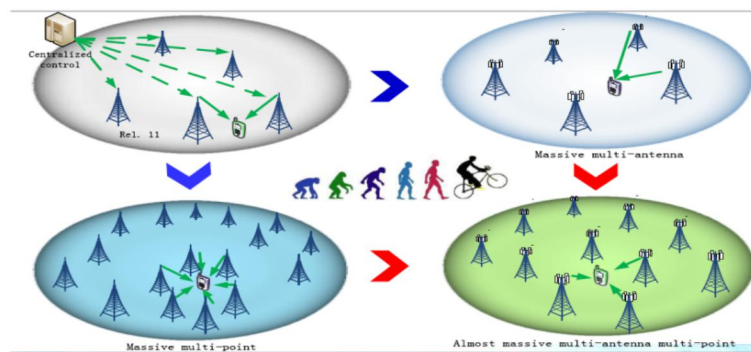 Centralized
control
Rel. 11
Massive multi-antenna
Massive multi-point
Almost massive multi-antenna multi-point